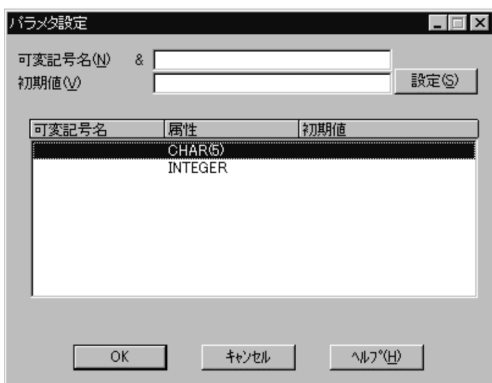 パラメタ設定
可変記号名(N) &
初期値(V) 設定(S)
可変記号名 属性 初期値
CHAR(5)
INTEGER
OK キャンセル ヘルプ(H)